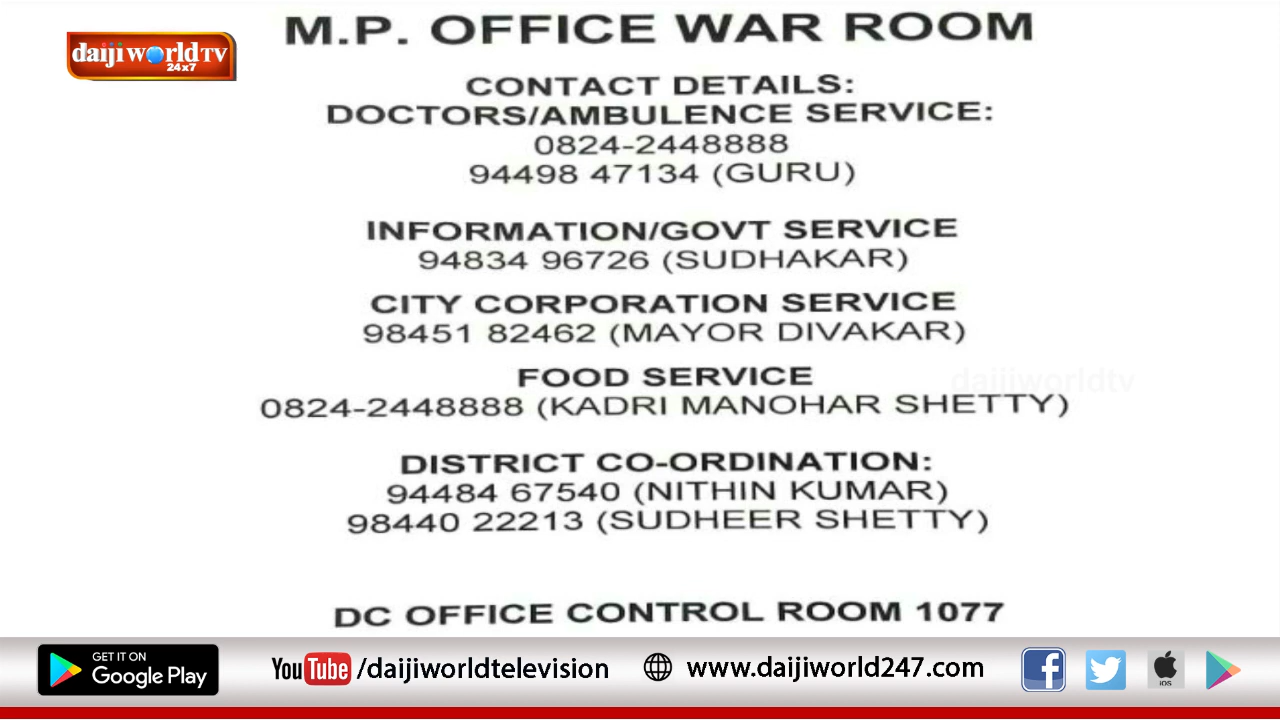 M.P. OFFICE WAR ROOM
daijiworld TV
24x7
CONTACT DETAILS:
DOCTORS/AMBULENCE SERVICE:
0824-2448888
94498 47134 (GURU)
INFORMATION/GOVT SERVICE
94834 96726 (SUDHAKAR)
CITY CORPORATION SERVICE
98451 82462 (MAYOR DIVAKAR)
FOOD SERVICE
daijiworldtv
0824-2448888 (KADRI MANOHAR SHETTY)
DISTRICT CO-ORDINATION:
94484 67540 (NITHIN KUMAR)
98440 22213 (SUDHEER SHETTY)
DC OFFICE CONTROL ROOM 1077
GET IT ON
Google Play
YouTube /daijiworldtelevision
www.daijiworld247.com
f
iOS